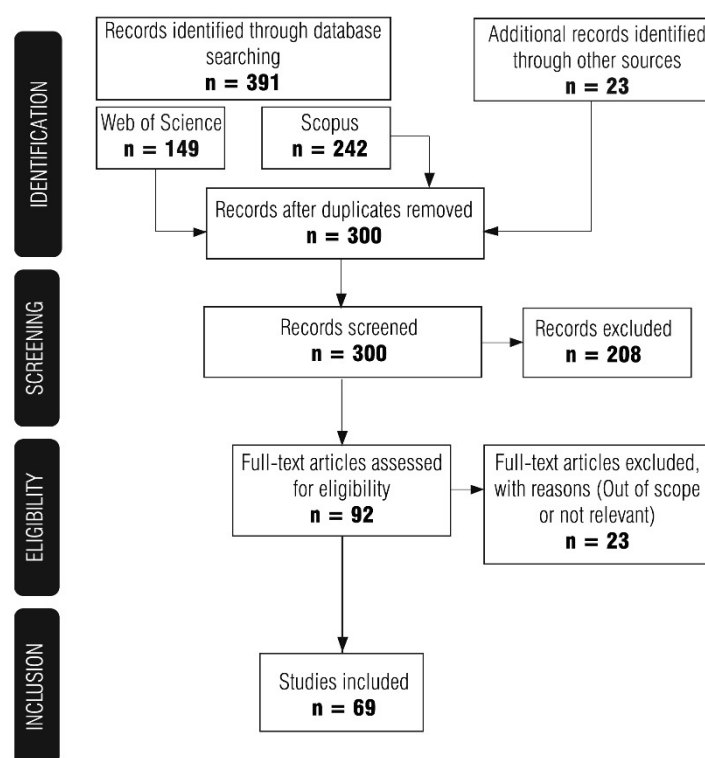 IDENTIFICATION
Records identified through database
searching
n = 391
Additional records identified
through other sources
n = 23
Web of Science
n = 149
Scopus
n = 242
Records after duplicates removed
n = 300
SCREENING
Records screened
n = 300
Records excluded
n = 208
ELIGIBILITY
Full-text articles assessed
for eligibility
n = 92
Full-text articles excluded,
with reasons (Out of scope
or not relevant)
n = 23
INCLUSION
Studies included
n = 69